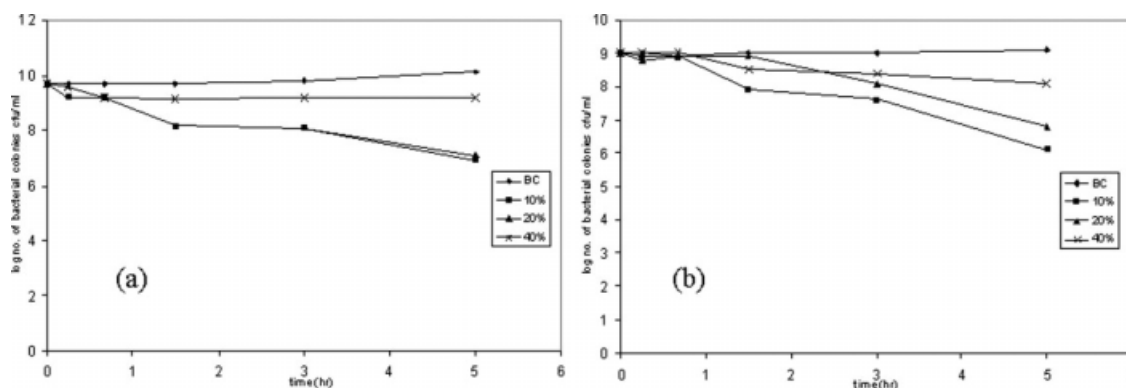 12
10
8
6
4
2
0
log no. of bacterial colonies cfu/ml
BC
10%
20%
40%
(a)
0 1 2 3 4 5 6
time(hr)
10
9
8
7
6
5
4
3
2
1
0
log no. of bacterial colonies cfu/ml
BC
10%
20%
40%
(b)
0 1 2 3 4 5
time(hr)